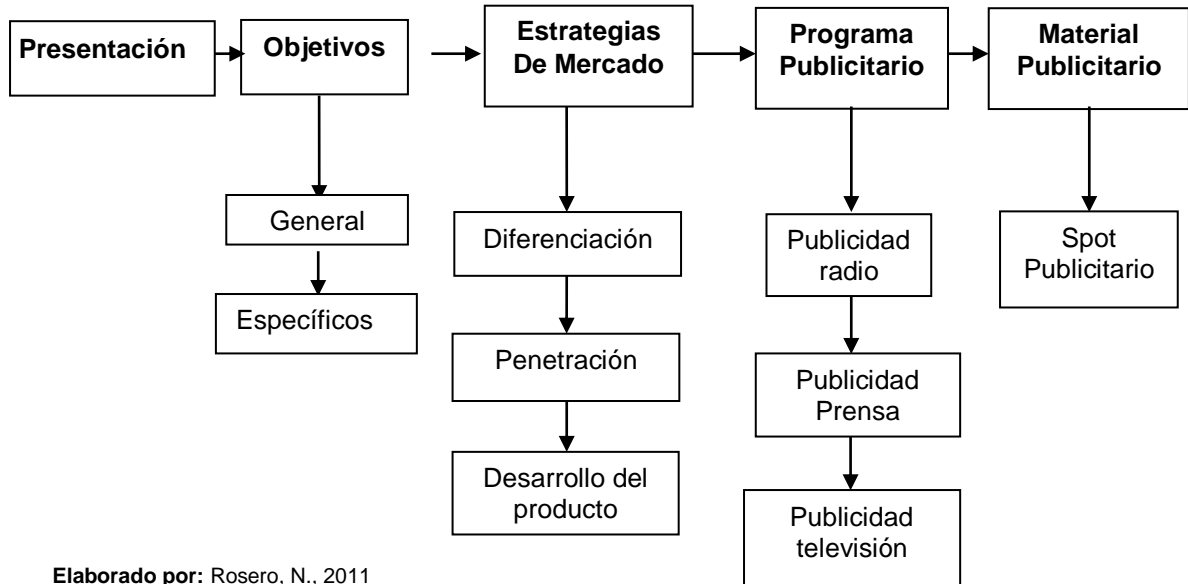 Presentación
Objetivos
Estrategias
De Mercado
Programa
Publicitario
Material
Publicitario
General
Específicos
Diferenciación
Penetración
Desarrollo del
producto
Publicidad
radio
Publicidad
Prensa
Publicidad
televisión
Spot
Publicitario
Elaborado por: Rosero, N., 2011